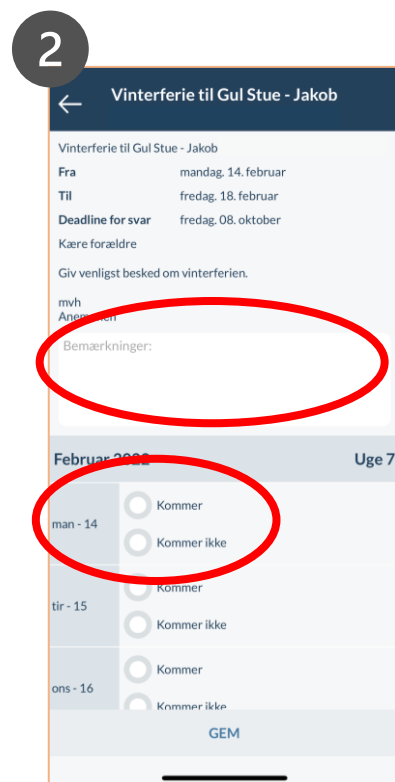 2
Vinterferie til Gul Stue - Jakob
Vinterferie til Gul Stue - Jakob
Fra mandag. 14. februar
Til fredag. 18. februar
Deadline for svar fredag. 08. oktober
Kære forældre
Giv venligst besked om vinterferien.
mvh
Bemærkninger:
Februar 2022 Uge 7
man - 14
Kommer
Kommer ikke
tir - 15
Kommer
Kommer ikke
ons - 16
Kommer
Kommer ikke
GEM